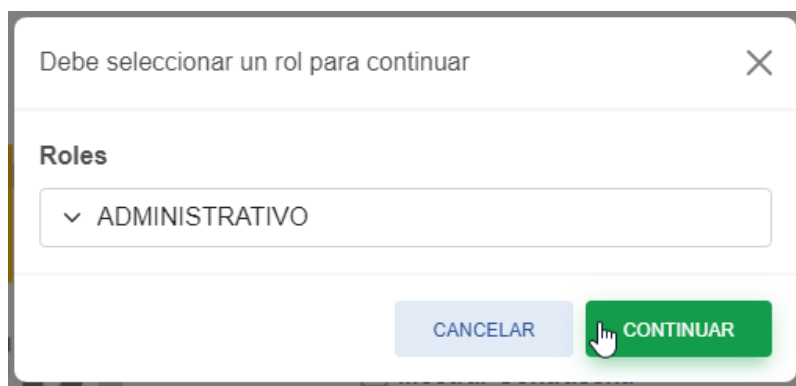 Debe seleccionar un rol para continuar
Roles
ADMINISTRATIVO
CANCELAR
CONTINUAR